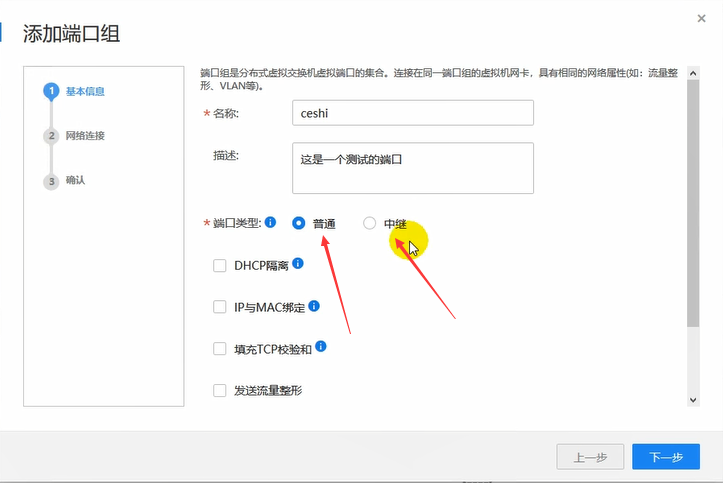 添加端口组
1 基本信息
2 网络连接
3 确认
端口组是分布式虚拟交换机虚拟端口的集合。连接在同一端口组的虚拟机网卡，具有相同的网络属性(如：流量整
形、VLAN等)。
* 名称: ceshi
描述: 这是一个测试的端口
* 端口类型: 普通 中继
DHCP隔离
IP与MAC绑定
填充TCP校验和
发送流量整形
上一步 下一步